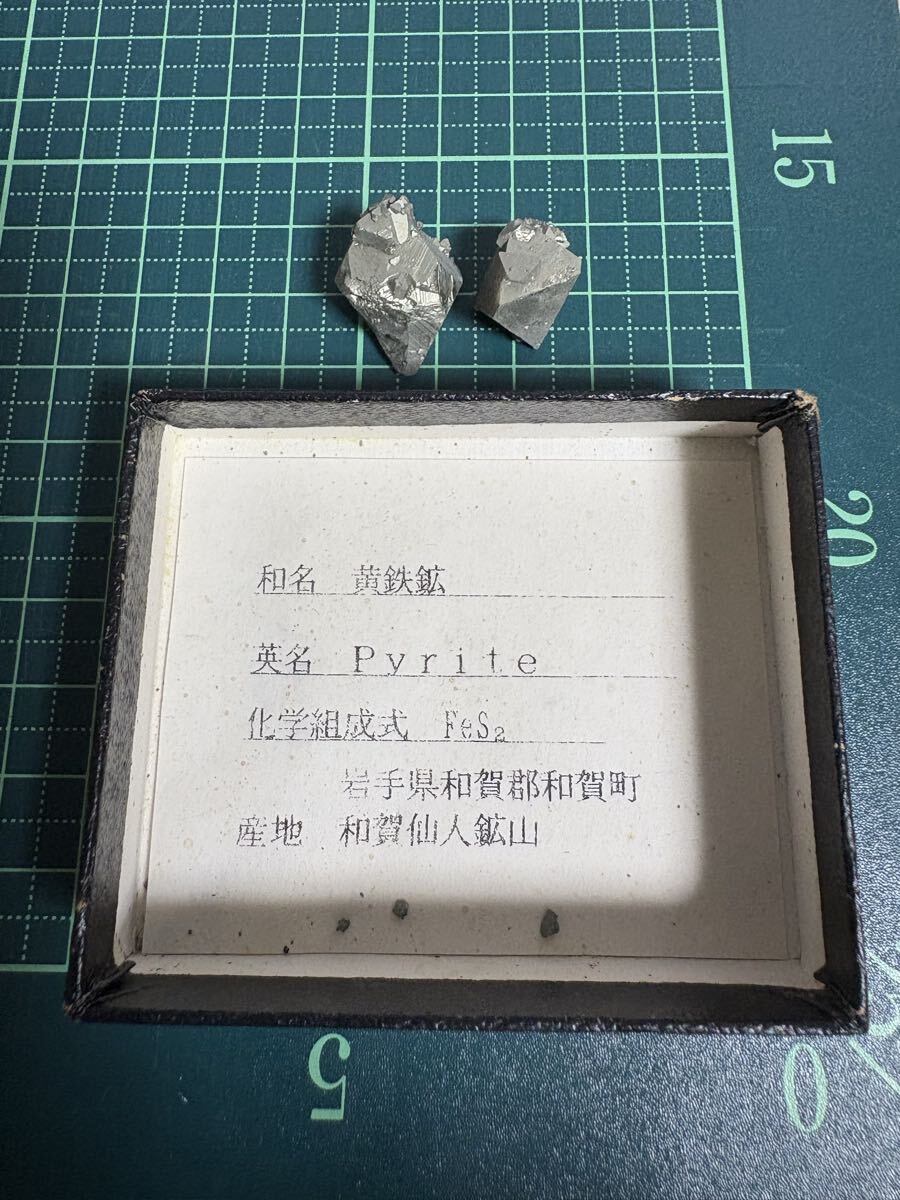 15
20
和名 黄鉄鉱
英名 Pyrite
化学組成式 FeS₂
岩手県和賀郡和賀町
産地 和賀仙人鉱山
5
0